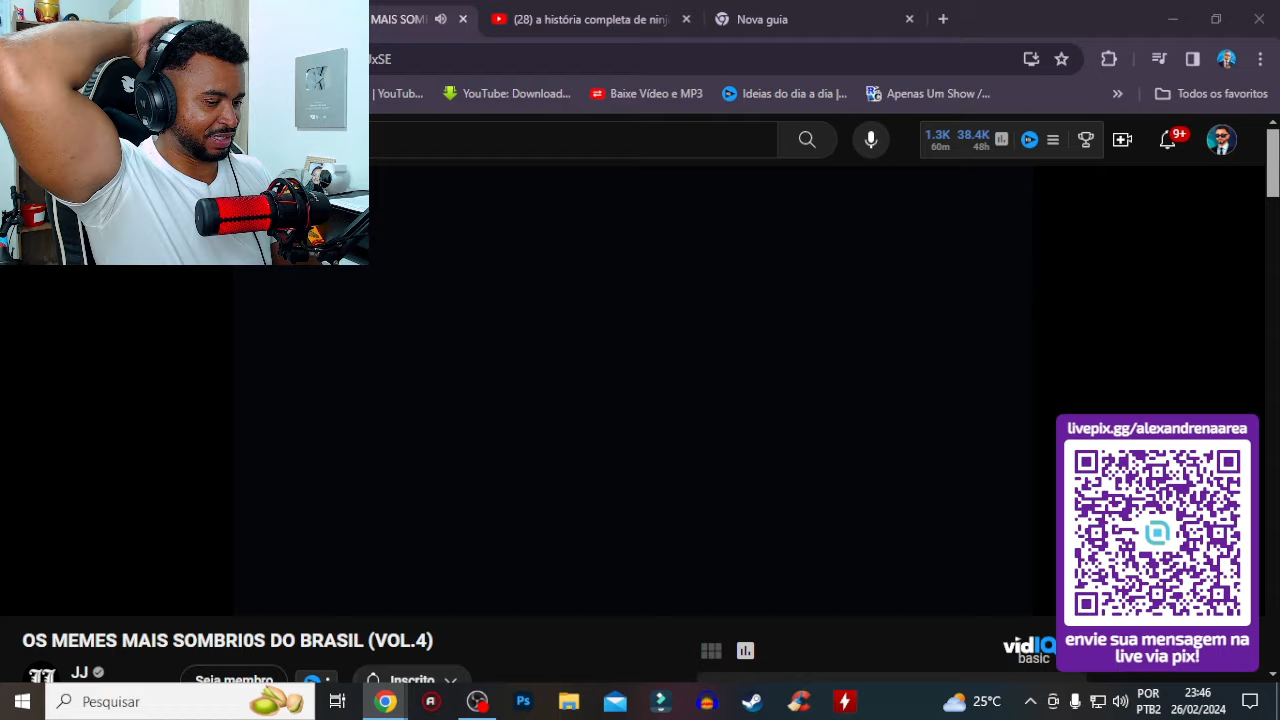 MAIS SOMI
(28) a história completa de ninj
Nova guia
JxSE
| YouTub...
YouTube: Download...
Baixe Vídeo e MP3
Ideias do dia a dia |...
Apenas Um Show /...
»
Todos os favoritos
1.3K 38.4K
60m 48h
9+
livepix.gg/alexandrenaarea
envie sua mensagem na
live via pix!
OS MEMES MAIS SOMBRI0S DO BRASIL (VOL.4)
vidIQ
basic
JJ
Seja membro
Inscrito
Pesquisar
Ps
25°C
POR
PTB2
23:46
26/02/2024